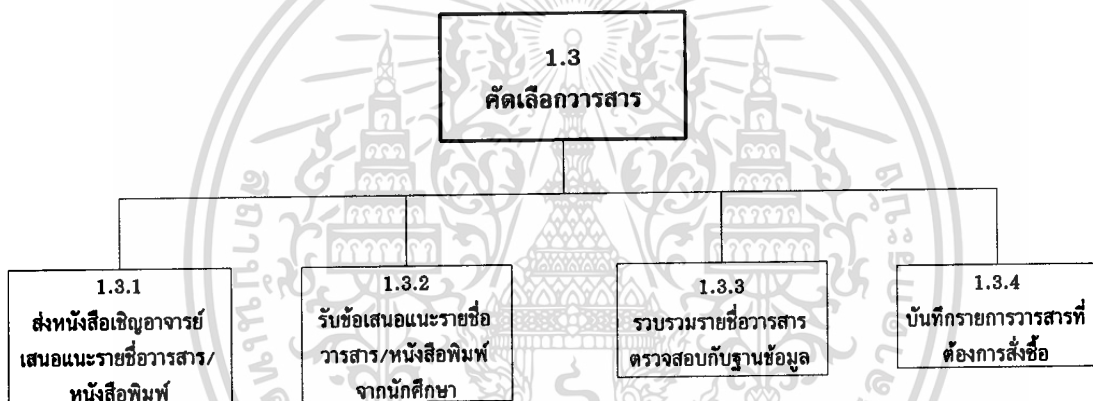 1.3
คัดเลือกวารสาร
1.3.1
ส่งหนังสือเชิญอาจารย์
เสนอแนะรายชื่อวารสาร/
หนังสือพิมพ์
1.3.2
รับข้อเสนอแนะรายชื่อ
วารสาร/หนังสือพิมพ์
จากนักศึกษา
1.3.3
รวบรวมรายชื่อวารสาร
ตรวจสอบกับฐานข้อมูล
1.3.4
บันทึกรายการวารสารที่
ต้องการสั่งซื้อ